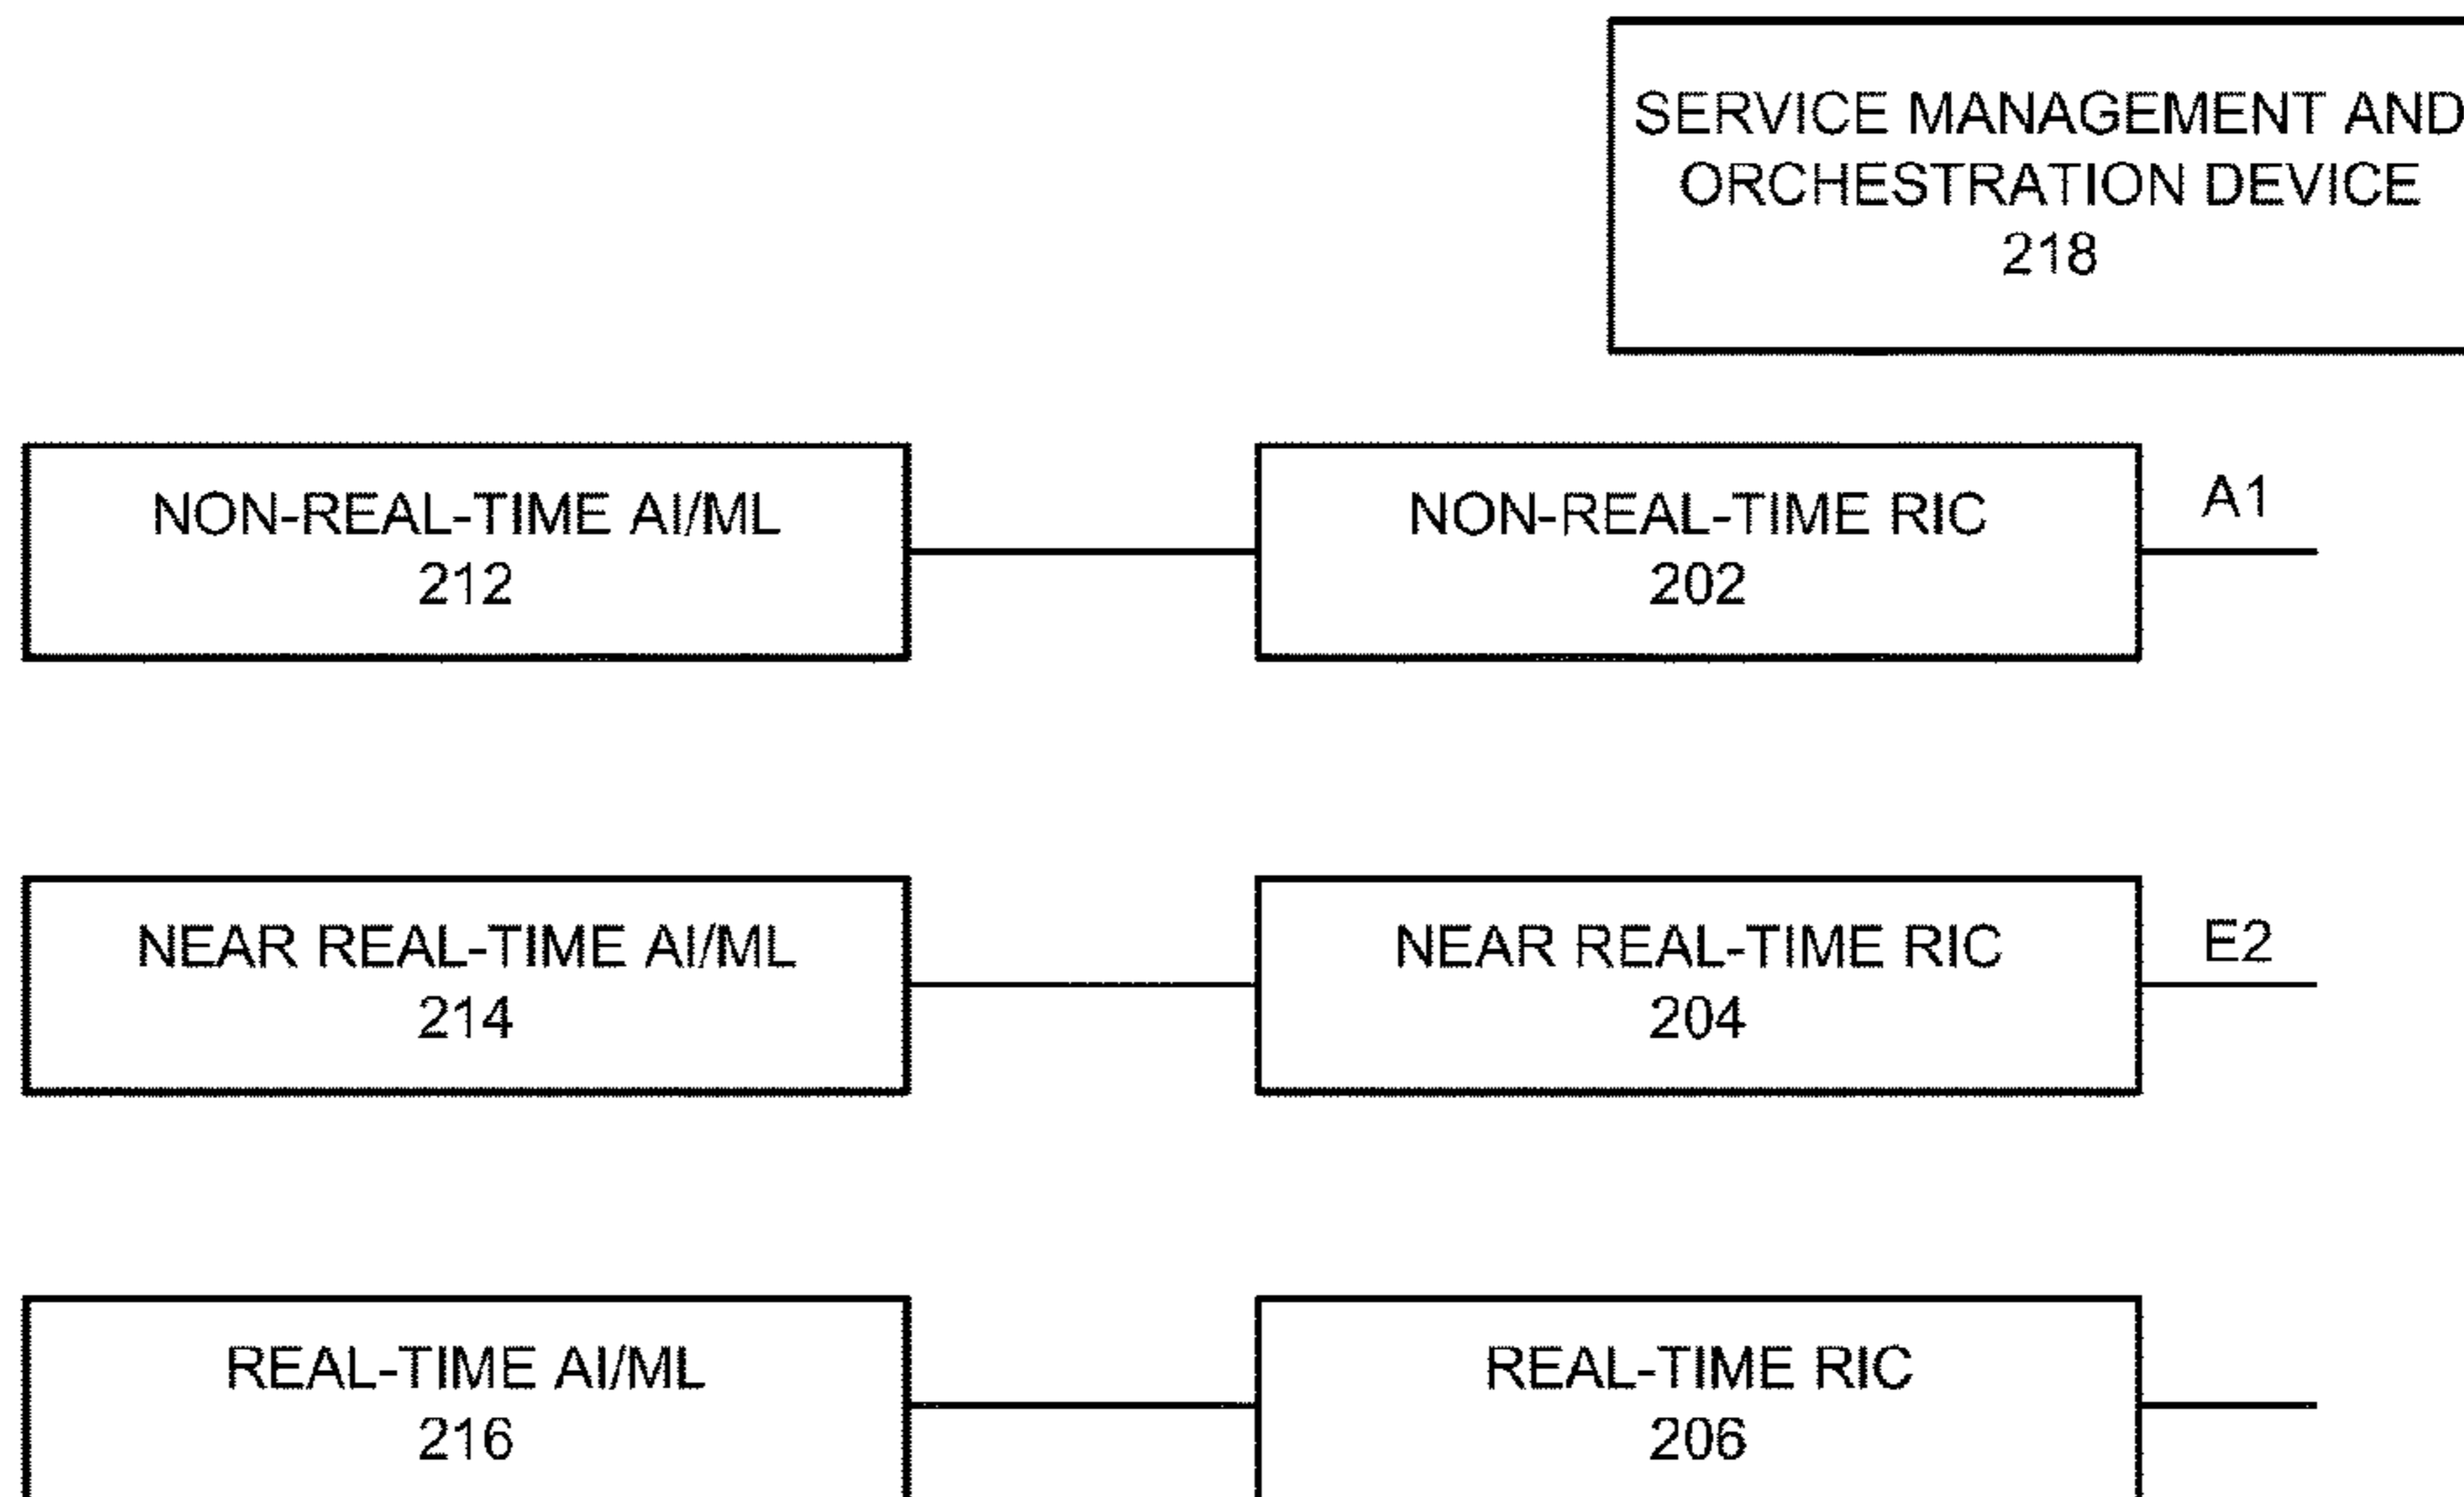 SERVICE MANAGEMENT AND
ORCHESTRATION DEVICE
218
NON-REAL-TIME AI/ML
212
NON-REAL-TIME RIC
202
A1
NEAR REAL-TIME AI/ML
214
NEAR REAL-TIME RIC
204
E2
REAL-TIME AI/ML
216
REAL-TIME RIC
206